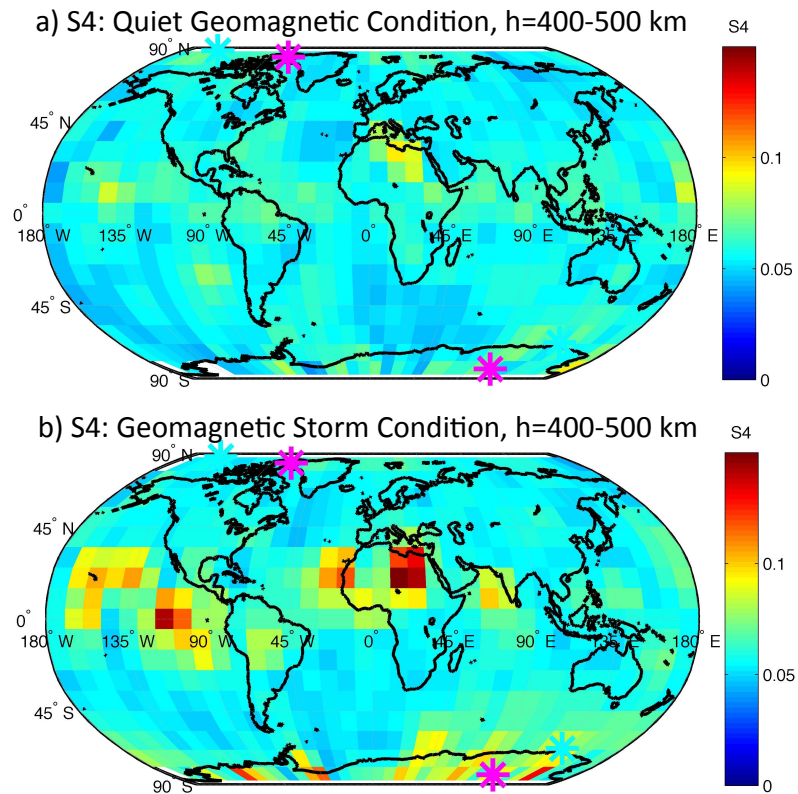 a) S4: Quiet Geomagnetic Condition, h=400-500 km
S4
90° N
45° N
0.1
0°
180° W 135° W 90° W 45° W 0° 45° E 90° E 135° E 180° E
0.05
45° S
90° S
0
b) S4: Geomagnetic Storm Condition, h=400-500 km
S4
90° N
45° N
0.1
0°
180° W 135° W 90° W 45° W 0° 45° E 90° E 135° E 180° E
0.05
45° S
90° S
0